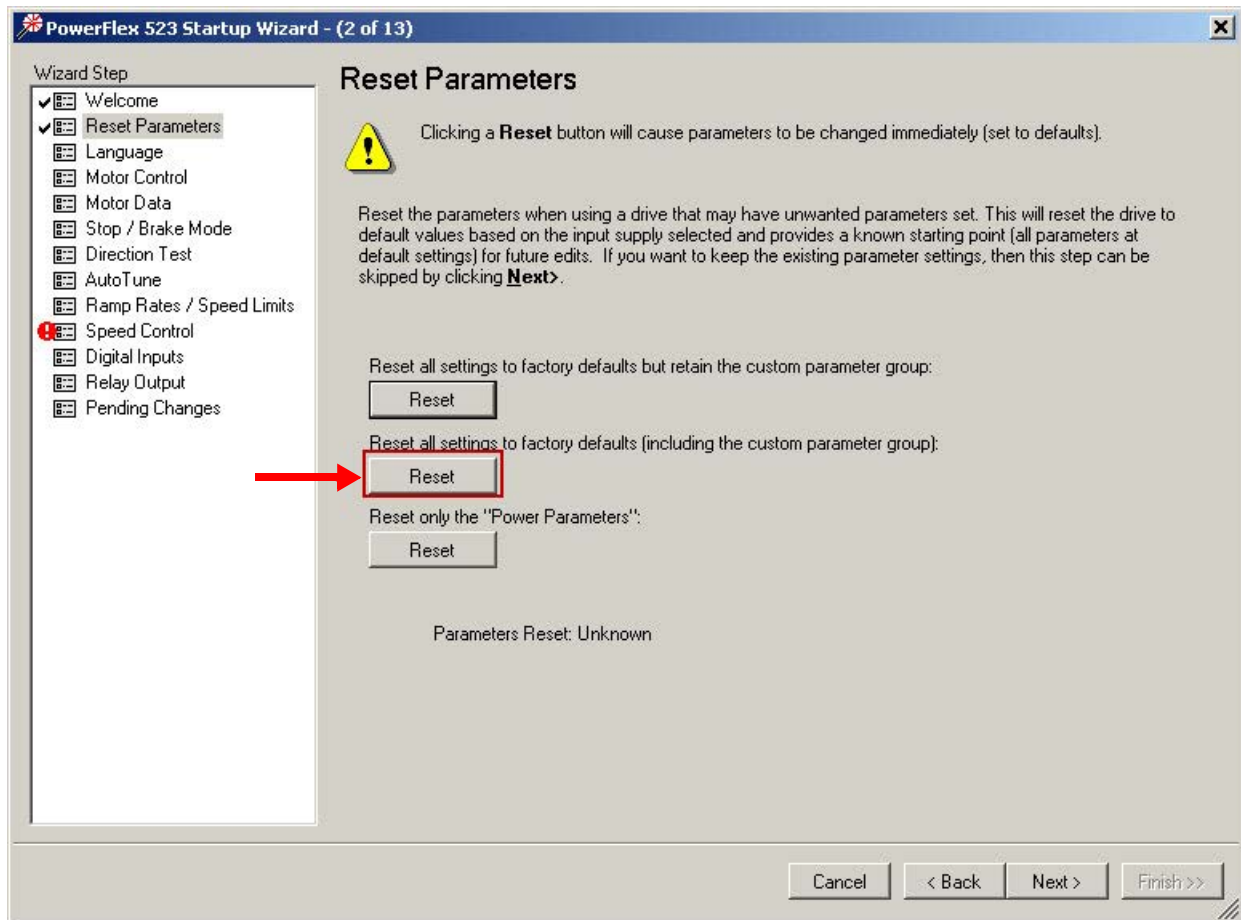 PowerFlex 523 Startup Wizard - (2 of 13)
Wizard Step
Welcome
Reset Parameters
Language
Motor Control
Motor Data
Stop / Brake Mode
Direction Test
AutoTune
Ramp Rates / Speed Limits
Speed Control
Digital Inputs
Relay Output
Pending Changes
Reset Parameters
Clicking a Reset button will cause parameters to be changed immediately (set to defaults).
Reset the parameters when using a drive that may have unwanted parameters set. This will reset the drive to
default values based on the input supply selected and provides a known starting point (all parameters at
default settings) for future edits. If you want to keep the existing parameter settings, then this step can be
skipped by clicking Next>.
Reset all settings to factory defaults but retain the custom parameter group:
Reset
Reset all settings to factory defaults (including the custom parameter group):
Reset
Reset only the "Power Parameters":
Reset
Parameters Reset: Unknown
Cancel
< Back
Next >
Finish >>